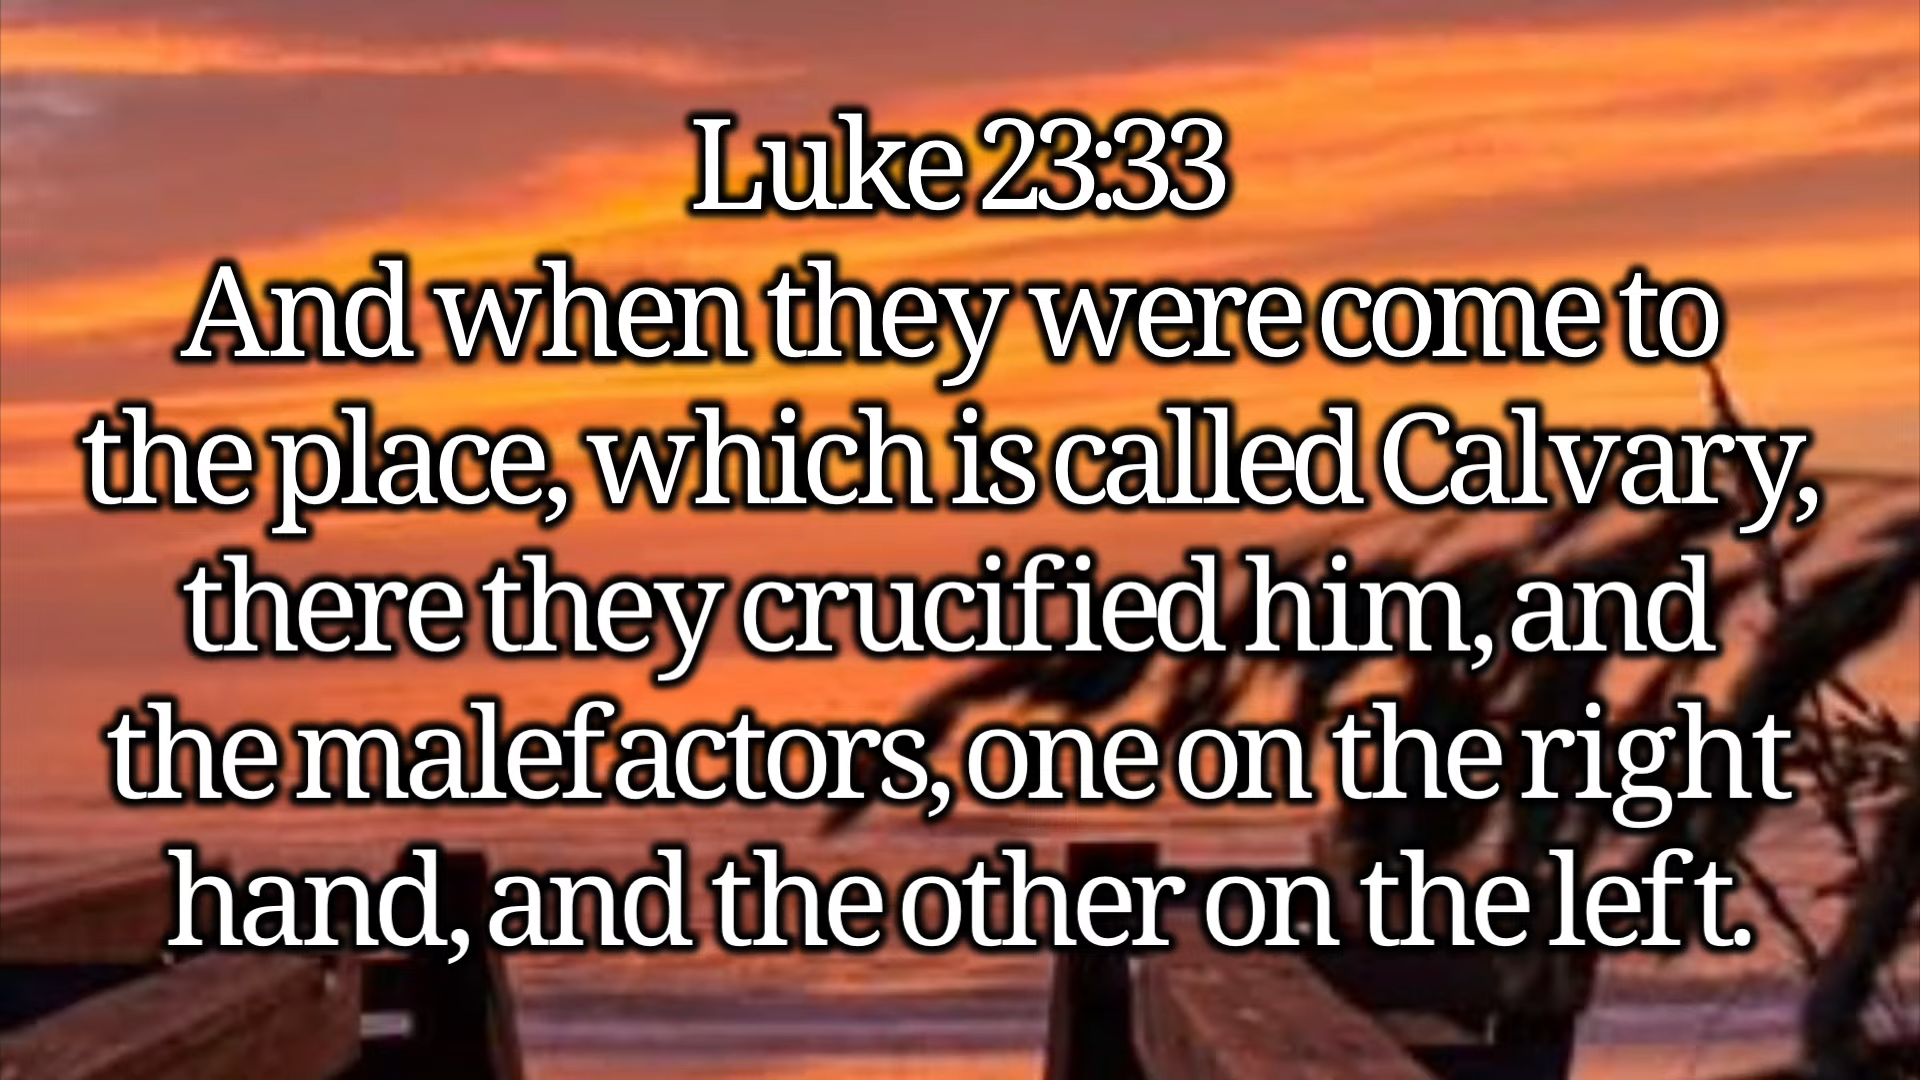 Luke 23:33
And when they were come to
the place, which is called Calvary,
there they crucified him, and
the malefactors, one on the right
hand, and the other on the left.